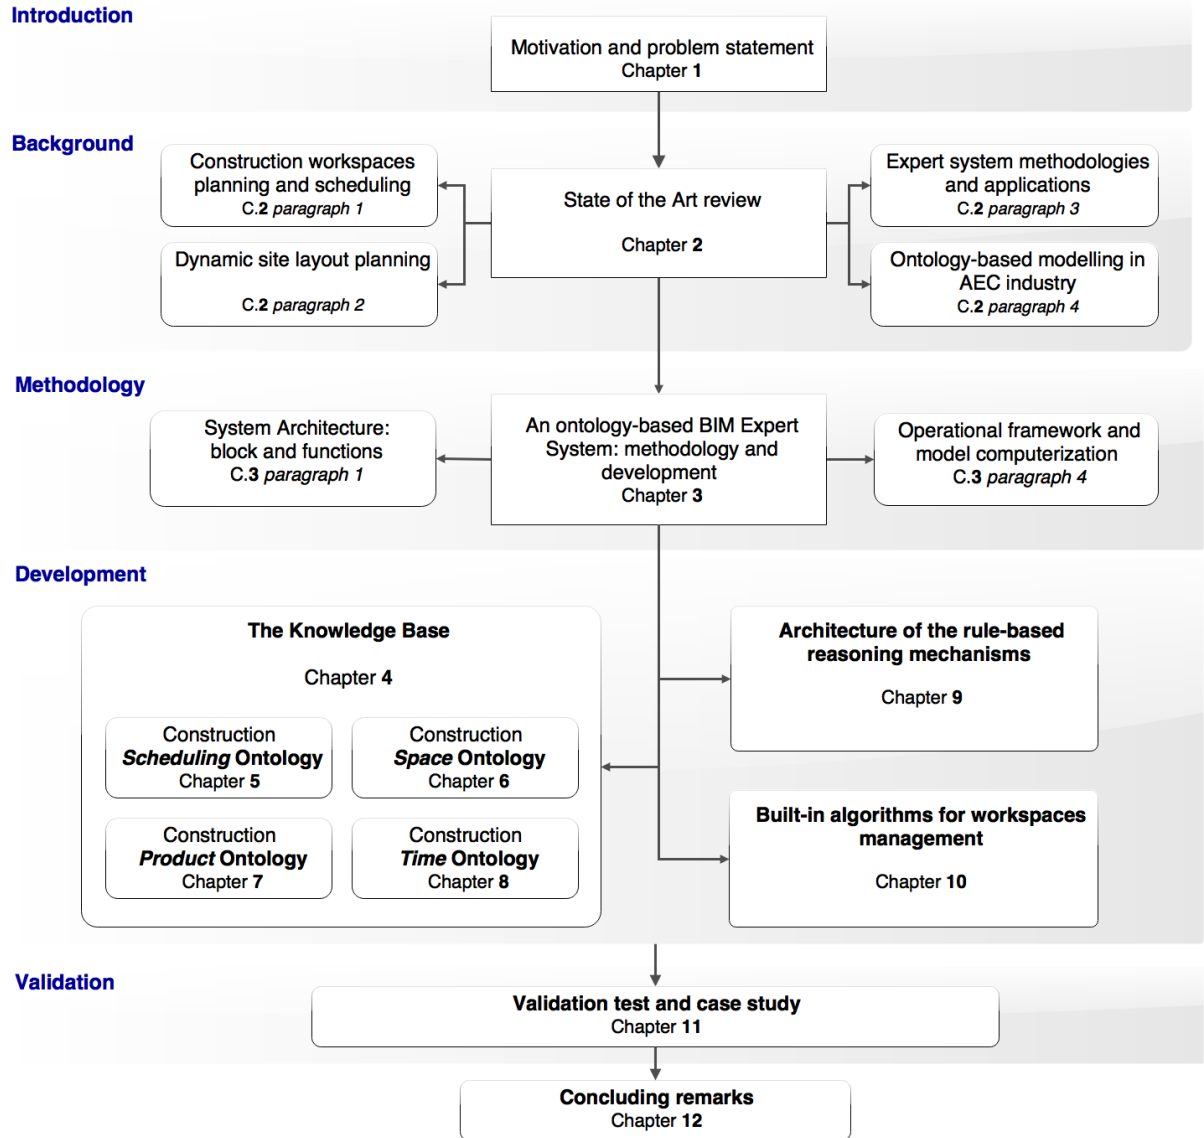 Introduction
Motivation and problem statement
Chapter 1
Background
Construction workspaces
planning and scheduling
C.2 paragraph 1
Dynamic site layout planning
C.2 paragraph 2
State of the Art review
Chapter 2
Expert system methodologies
and applications
C.2 paragraph 3
Ontology-based modelling in
AEC industry
C.2 paragraph 4
Methodology
System Architecture:
block and functions
C.3 paragraph 1
An ontology-based BIM Expert
System: methodology and
development
Chapter 3
Operational framework and
model computerization
C.3 paragraph 4
Development
The Knowledge Base
Chapter 4
Construction
Scheduling Ontology
Chapter 5
Construction
Space Ontology
Chapter 6
Construction
Product Ontology
Chapter 7
Construction
Time Ontology
Chapter 8
Architecture of the rule-based
reasoning mechanisms
Chapter 9
Built-in algorithms for workspaces
management
Chapter 10
Validation
Validation test and case study
Chapter 11
Concluding remarks
Chapter 12